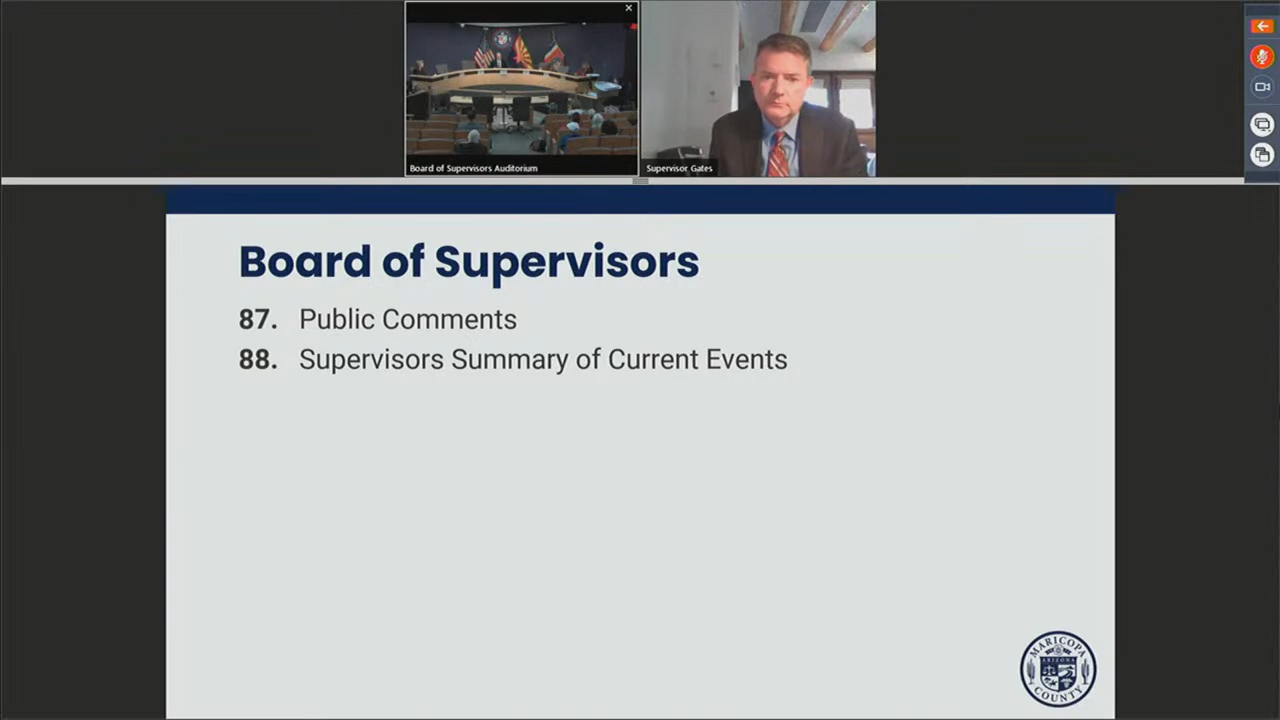 Board of Supervisors Auditorium
Supervisor Gates
Board of Supervisors
87. Public Comments
88. Supervisors Summary of Current Events
MARICOPA
ARIZONA
COUNTY